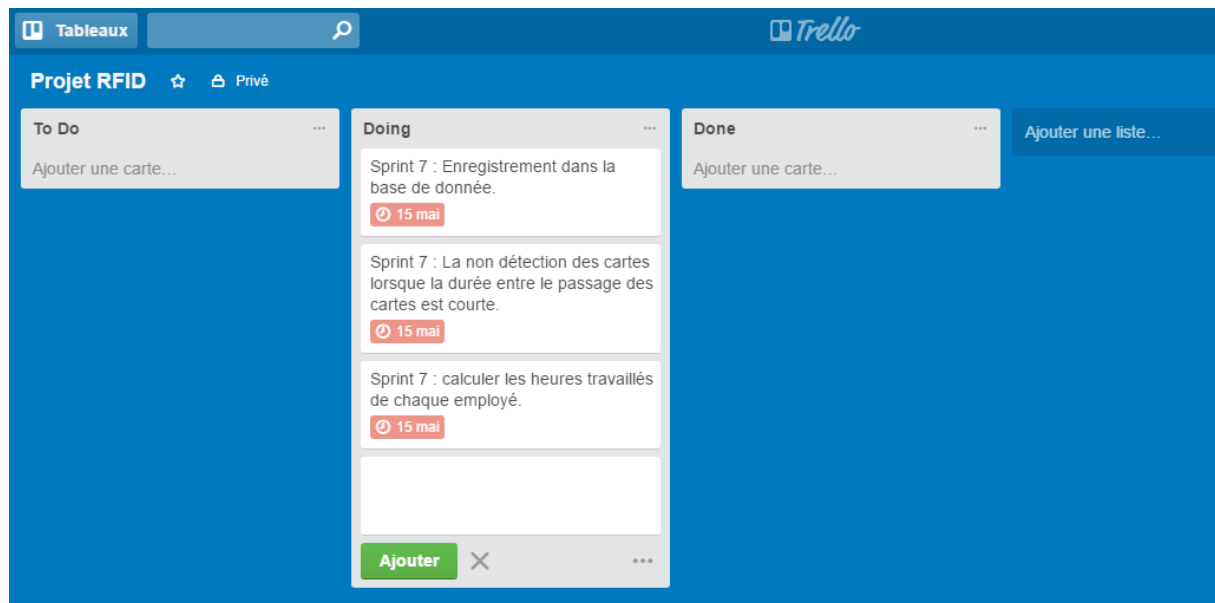 Tableaux
Trello
Projet RFID
Privé
To Do
Ajouter une carte...
Doing
Sprint 7 : Enregistrement dans la
base de donnée.
15 mai
Sprint 7 : La non détection des cartes
lorsque la durée entre le passage des
cartes est courte.
15 mai
Sprint 7 : calculer les heures travaillés
de chaque employé.
15 mai
Ajouter
Done
Ajouter une carte...
Ajouter une liste...